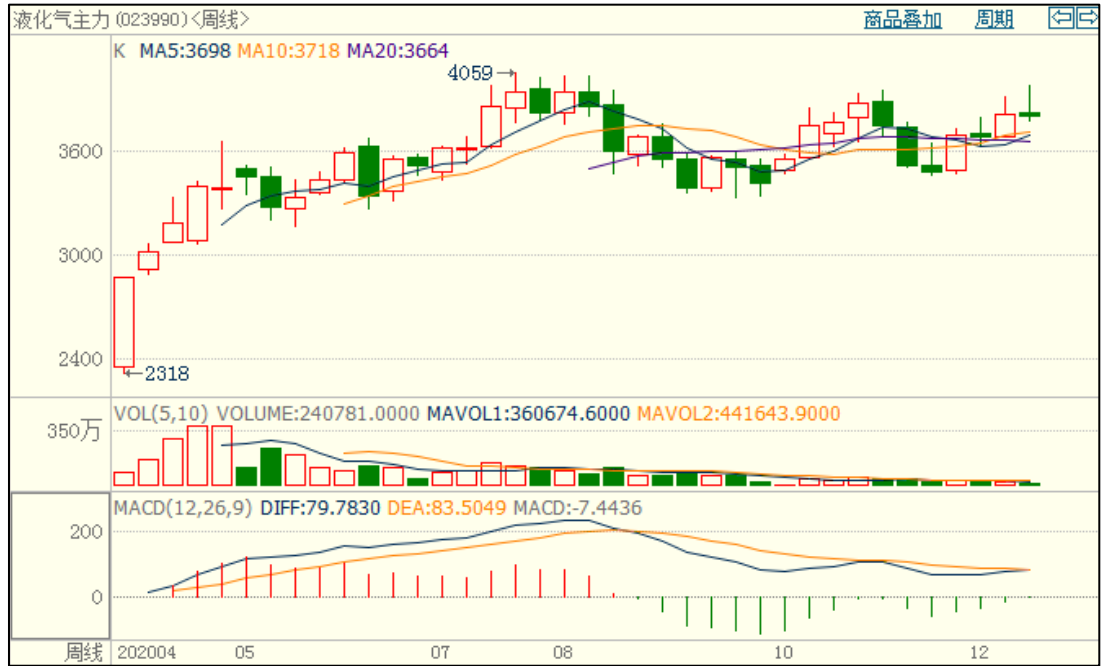 液化气主力(023990)<周线> 商品叠加 周期
K MA5:3698 MA10:3718 MA20:3664
4059
3600
3000
2400
2318
VOL(5,10) VOLUME:240781.0000 MAVOL1:360674.6000 MAVOL2:441643.9000
350万
MACD(12,26,9) DIFF:79.7830 DEA:83.5049 MACD:-7.4436
200
0
周线 202004 05 07 08 10 12